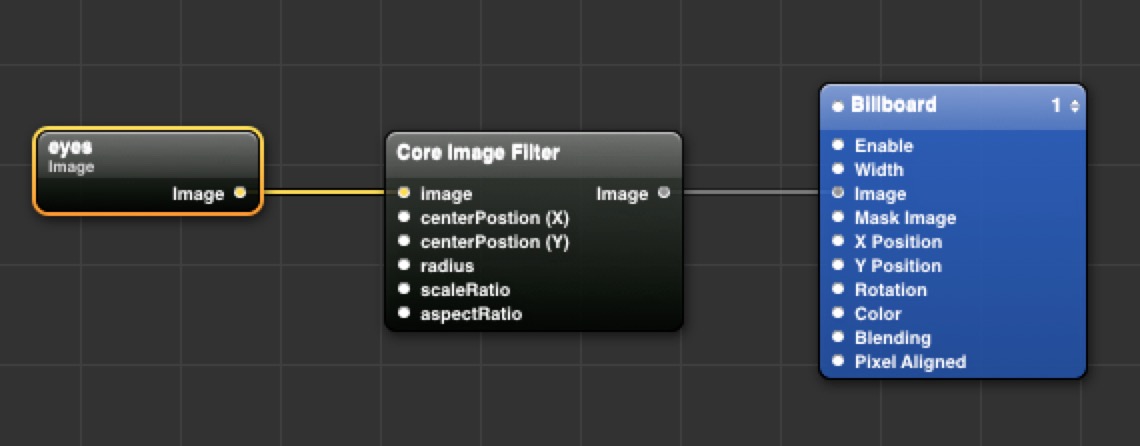 eyes
Image
Image
Core Image Filter
image Image
centerPostion (X)
centerPostion (Y)
radius
scaleRatio
aspectRatio
Billboard 1
Enable
Width
Image
Mask Image
X Position
Y Position
Rotation
Color
Blending
Pixel Aligned